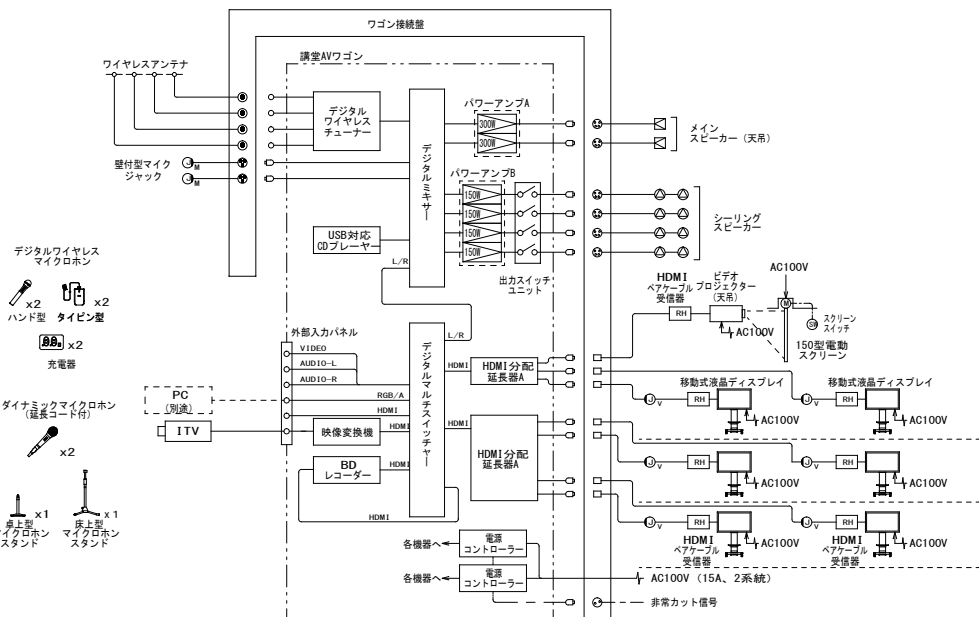 ワゴン接続盤
講堂AVワゴン
ワイヤレスアンテナ
デジタル
ワイヤレス
チューナー
壁付型マイク
ジャック
M
M
デジタルミキサー
パワーアンプA
300W
300W
メイン
スピーカー(天吊)
パワーアンプB
150W
150W
150W
150W
シーリング
スピーカー
出力スイッチ
ユニット
USB対応
CDプレーヤー
L/R
デジタルワイヤレス
マイクロホン
x2
ハンド型
x2
タイピン型
x2
充電器
ダイナミックマイクロホン
(延長コード付)
x2
x1
卓上型
マイクロホン
スタンド
x1
床上型
マイクロホン
スタンド
外部入力パネル
VIDEO
AUDIO-L
AUDIO-R
RGB/A
HDMI
PC
(別途)
ITV
映像変換機
HDMI
BD
レコーダー
HDMI
HDMI
デジタルマルチスイッチャー
L/R
HDMI
HDMI分配
延長器A
HDMI
HDMI分配
延長器A
HDMI
ペアケーブル
受信器
RH
ビデオ
プロジェクター
(天吊)
AC100V
AC100V
M
SW
スクリーン
スイッチ
150型電動
スクリーン
移動式液晶ディスプレイ
移動式液晶ディスプレイ
J
V
RH
AC100V
J
V
RH
AC100V
J
V
RH
AC100V
J
V
RH
AC100V
J
V
RH
AC100V
J
V
RH
AC100V
HDMI
ペアケーブル
受信器
HDMI
ペアケーブル
受信器
各機器へ
電源
コントローラー
各機器へ
電源
コントローラー
AC100V(15A、2系統)
非常カット信号